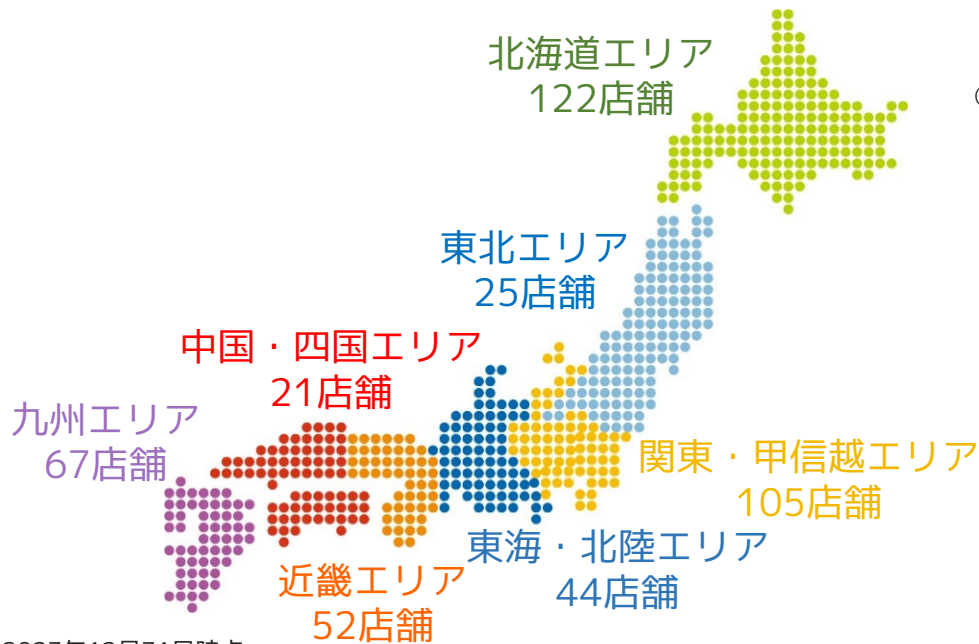 北海道エリア
122店舗
東北エリア
25店舗
中国・四国エリア
21店舗
九州エリア
67店舗
関東・甲信越エリア
105店舗
東海・北陸エリア
44店舗
近畿エリア
52店舗